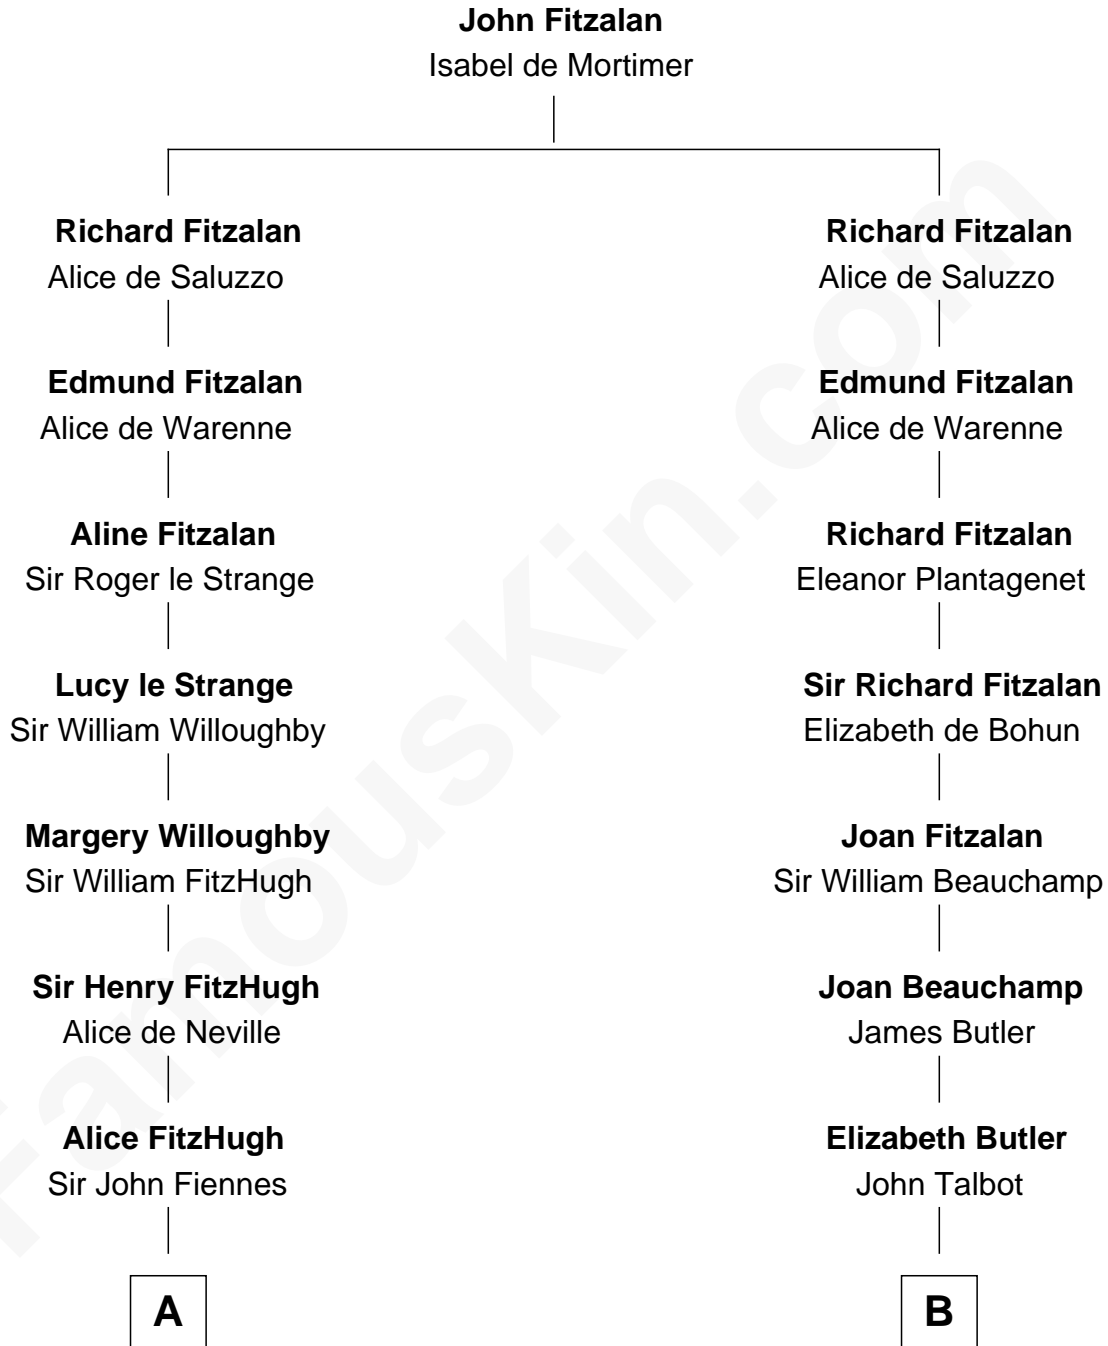 John Fitzalan
Isabel de Mortimer
Richard Fitzalan
Alice de Saluzzo
Richard Fitzalan
Alice de Saluzzo
Edmund Fitzalan
Alice de Warenne
Edmund Fitzalan
Alice de Warenne
Aline Fitzalan
Sir Roger le Strange
Richard Fitzalan
Eleanor Plantagenet
Lucy le Strange
Sir William Willoughby
Sir Richard Fitzalan
Elizabeth de Bohun
Margery Willoughby
Sir William FitzHugh
Joan Fitzalan
Sir William Beauchamp
Sir Henry FitzHugh
Alice de Neville
Joan Beauchamp
James Butler
Alice FitzHugh
Sir John Fiennes
Elizabeth Butler
John Talbot
A
B
FamousKin.com